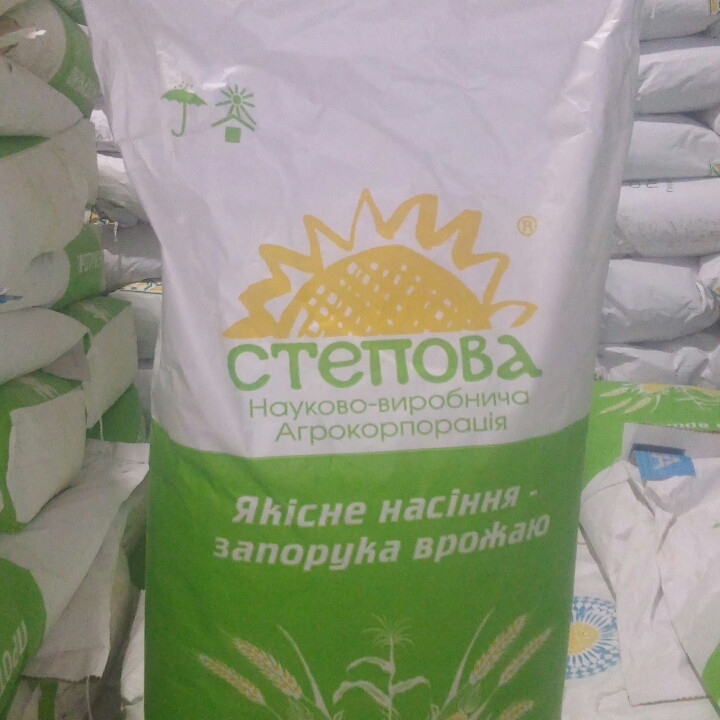 ®
степова
Науково-виробнича
Агрокорпорація
Якісне насіння -
запорука врожаю